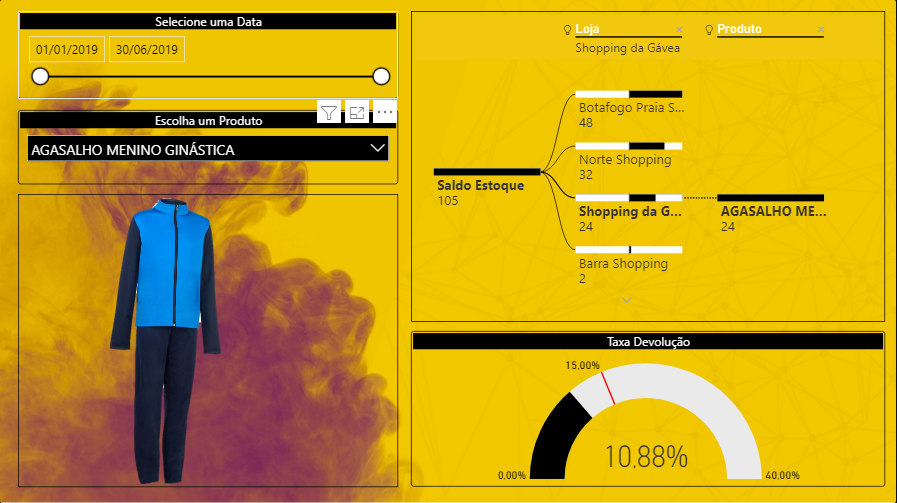 Selecione uma Data
01/01/2019
30/06/2019
Escolha um Produto
AGASALHO MENINO GINÁSTICA
Loja
Produto
Shopping da Gávea
Saldo Estoque
105
Botafogo Praia S...
48
Norte Shopping
32
Shopping da G...
24
Barra Shopping
2
AGASALHO ME...
24
Taxa Devolução
15,00%
10,88%
0,00%
40,00%